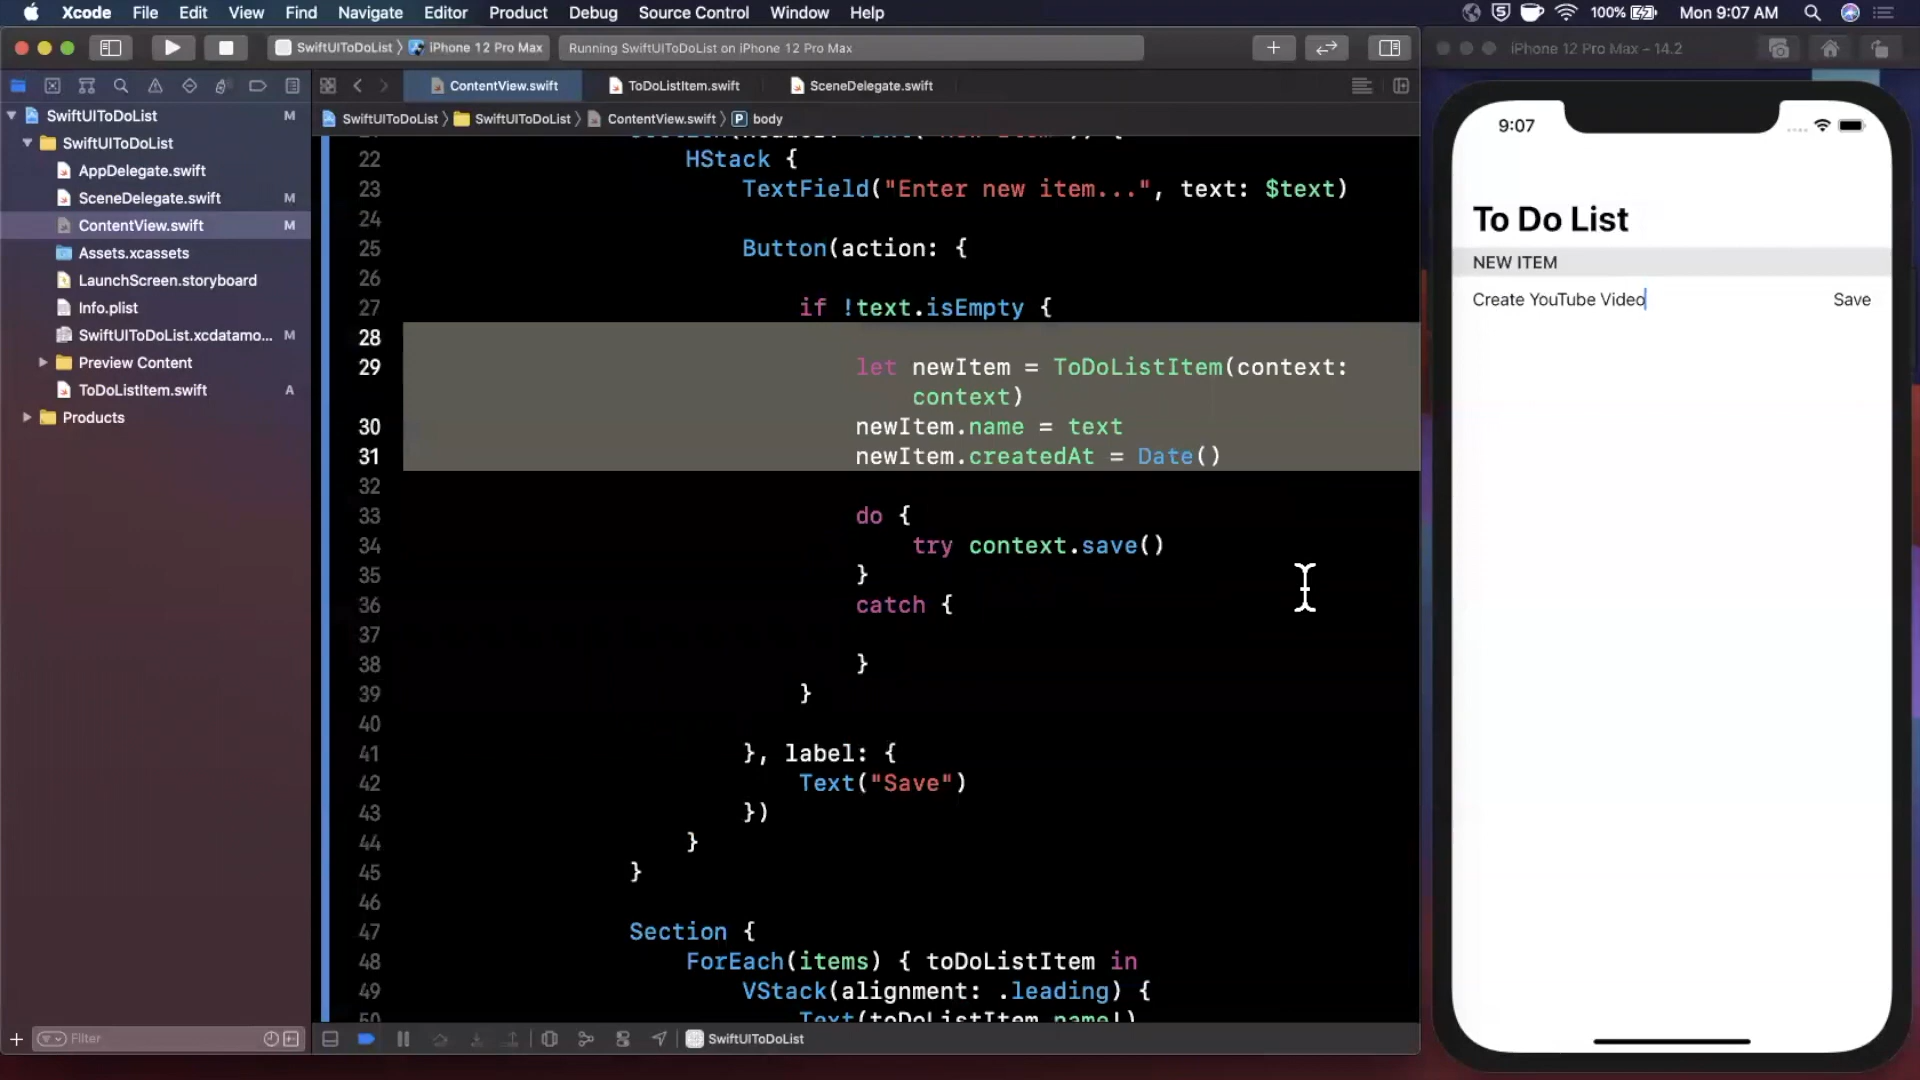 Xcode File Edit View Find Navigate Editor Product Debug Source Control Window Help
100% Mon 9:07 AM
SwiftUIToDoList 〉 iPhone 12 Pro Max
Running SwiftUIToDoList on iPhone 12 Pro Max
iPhone 12 Pro Max – 14.2
ContentView.swift
ToDoListItem.swift
SceneDelegate.swift
SwiftUIToDoList 〉 SwiftUIToDoList 〉 ContentView.swift 〉 P body
SwiftUIToDoList M
SwiftUIToDoList
AppDelegate.swift
SceneDelegate.swift M
ContentView.swift M
Assets.xcassets
LaunchScreen.storyboard
Info.plist
SwiftUIToDoList.xcdatamo... M
Preview Content
ToDoListItem.swift A
Products
Filter
22 HStack {
23 TextField("Enter new item...", text: $text)
24
25 Button(action: {
26
27 if !text.isEmpty {
28
29 let newItem = ToDoListItem(context:
context)
30 newItem.name = text
31 newItem.createdAt = Date()
32
33 do {
34 try context.save()
35 }
36 catch {
37
38 }
39 }
40
41 }, label: {
42 Text("Save")
43 })
44 }
45 }
46
47 Section {
48 ForEach(items) { toDoListItem in
49 VStack(alignment: .leading) {
50 Text(toDoListItem.name!)
SwiftUIToDoList
9:07
To Do List
NEW ITEM
Create YouTube Video Save